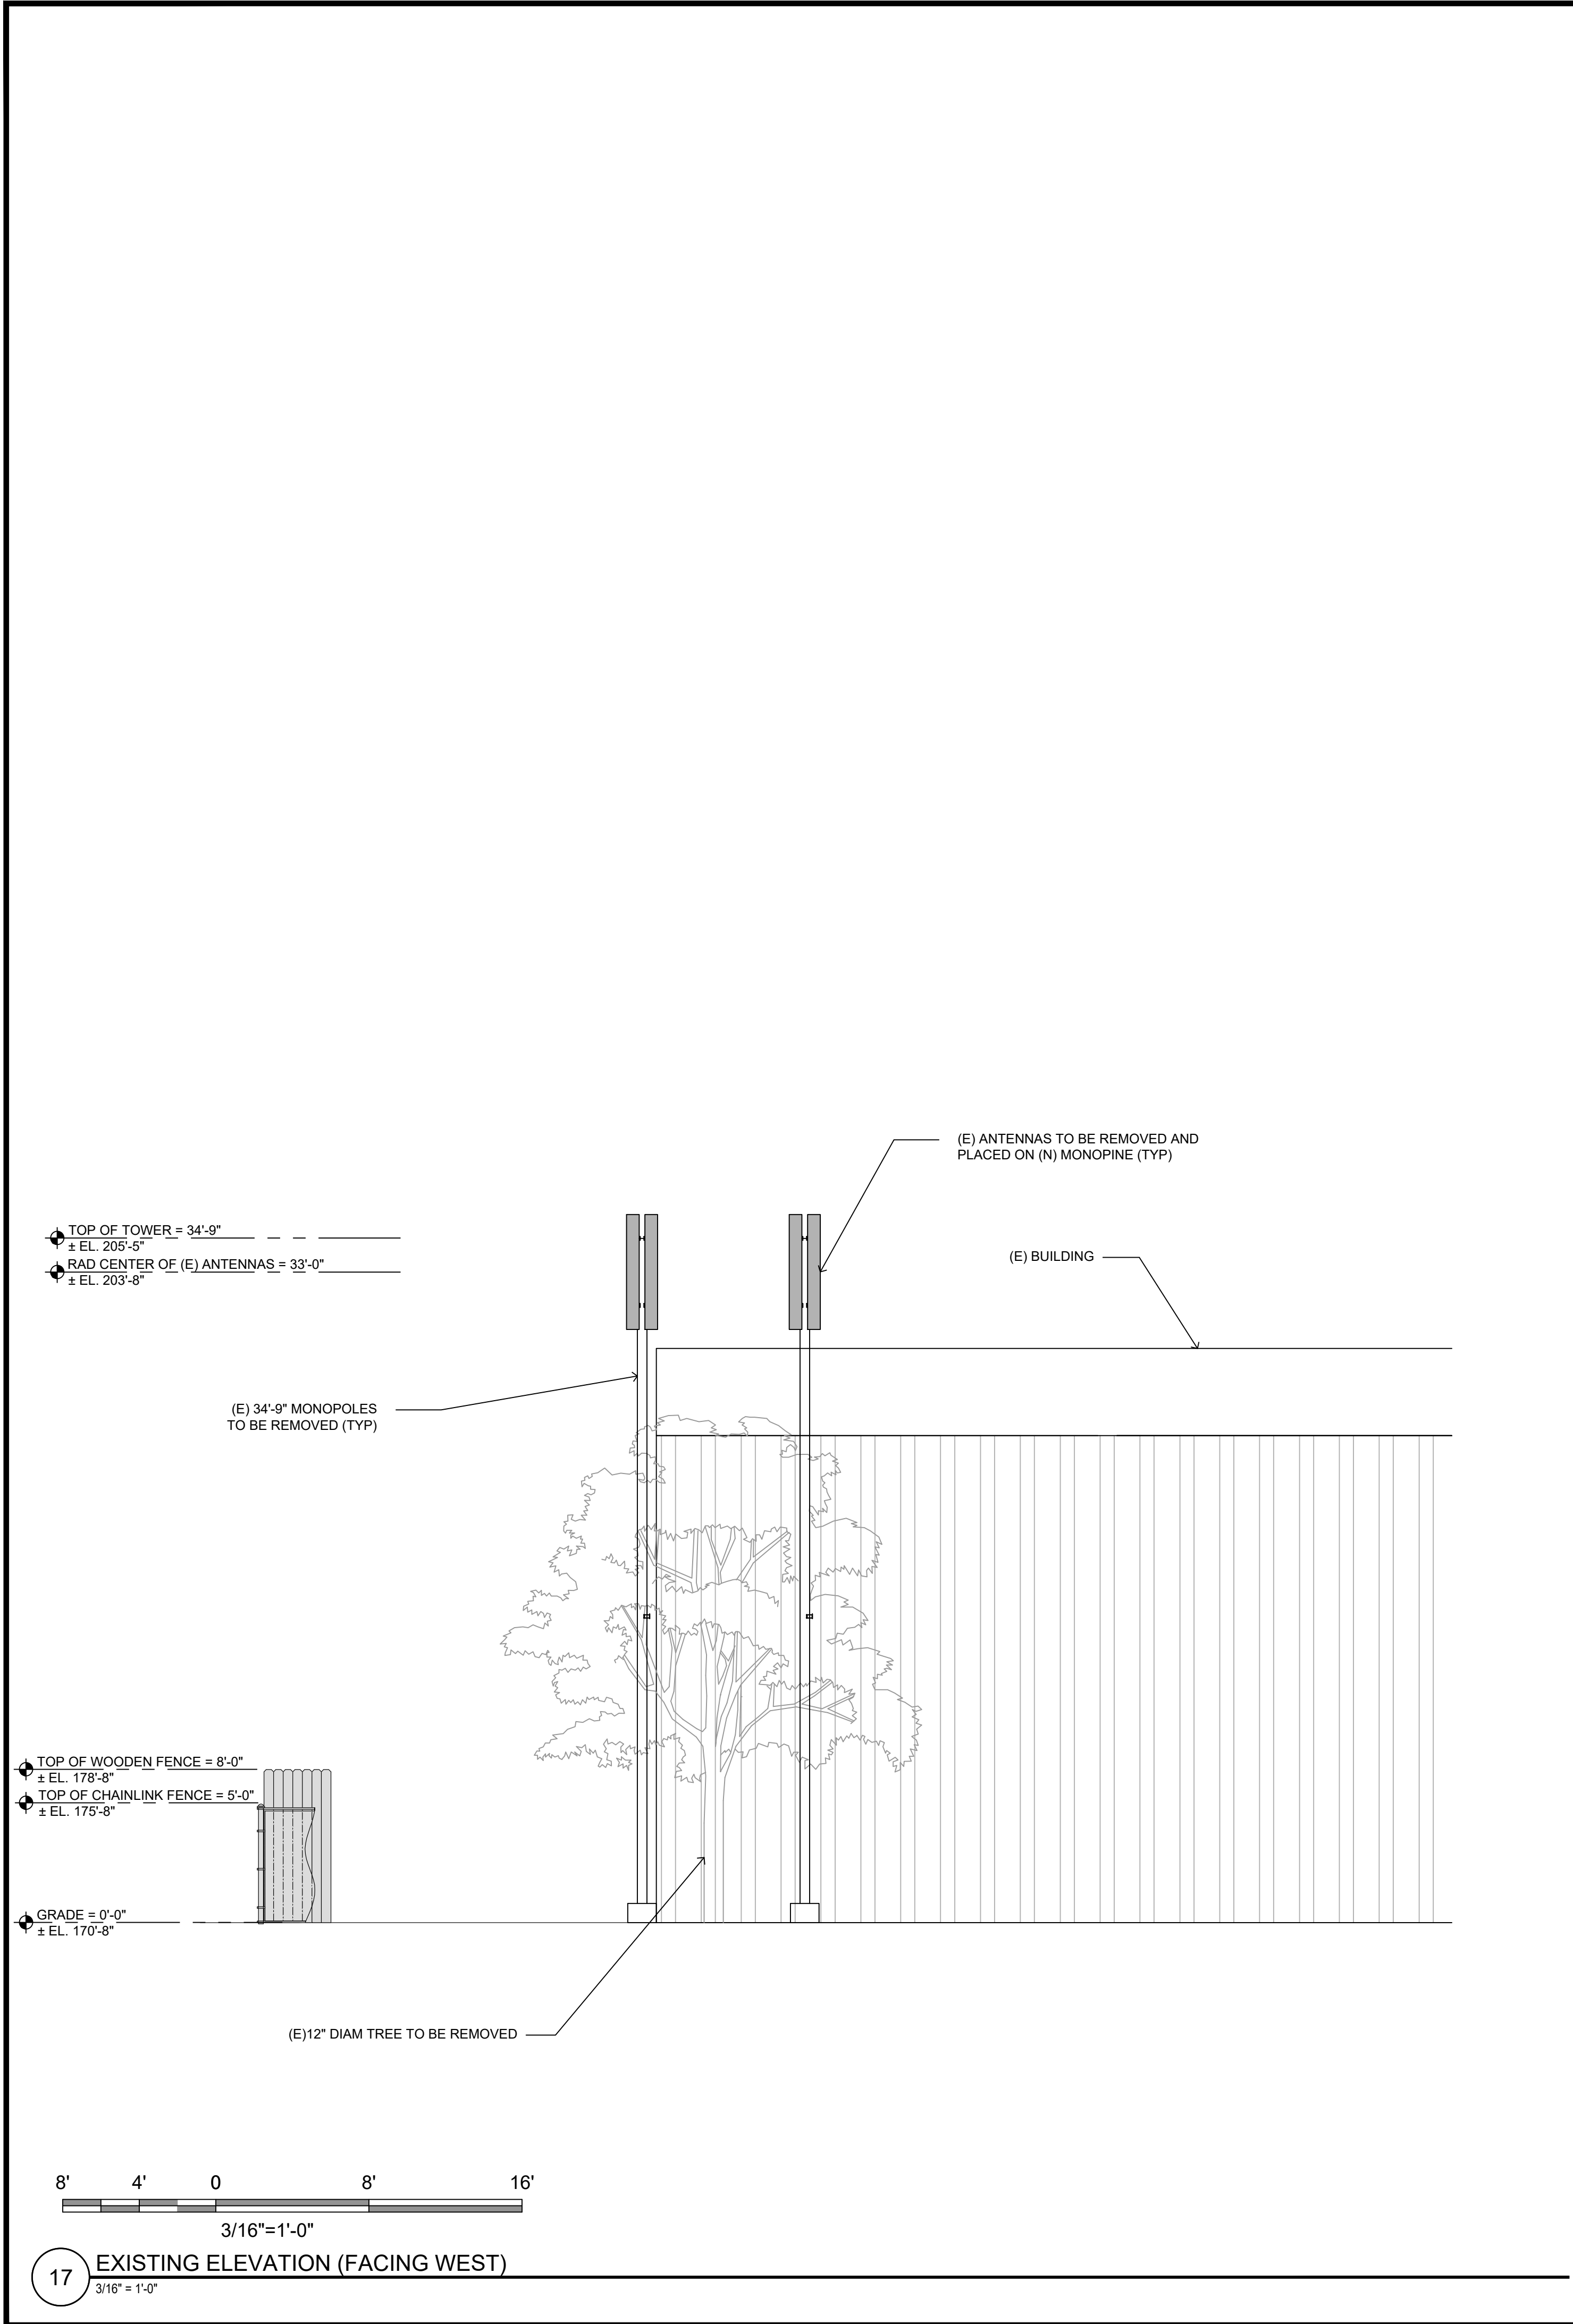 (E) ANTENNAS TO BE REMOVED AND
PLACED ON (N) MONOPINE (TYP)
TOP OF TOWER = 34'-9"
± EL. 205'-5"
RAD CENTER OF (E) ANTENNAS = 33'-0"
± EL. 203'-8"
(E) BUILDING
(E) 34'-9" MONOPOLES
TO BE REMOVED (TYP)
TOP OF WOODEN FENCE = 8'-0"
± EL. 178'-8"
TOP OF CHAINLINK FENCE = 5'-0"
± EL. 175'-8"
GRADE = 0'-0"
± EL. 170'-8"
(E)12" DIAM TREE TO BE REMOVED
8' 4' 0 8' 16'
3/16"=1'-0"
17 EXISTING ELEVATION (FACING WEST)
3/16" = 1'-0"